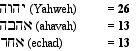 יהוה (Yahweh) = 26
אהבה (ahavah) = 13
אחד (echad) = 13